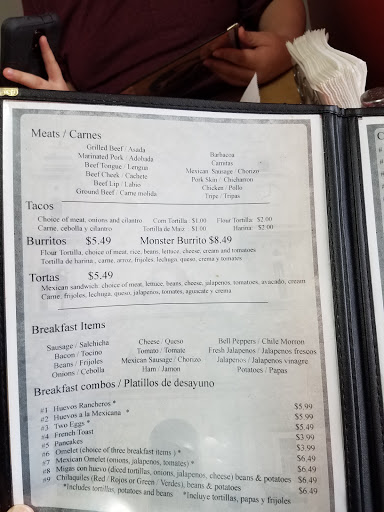 Meats / Carnes
Grilled Beef / Asada
Marinated Pork / Adobada
Beef Tongue / Lengua
Beef Cheek / Cachete
Beef Lip / Labio
Ground Beef / Carne molida
Barbacoa
Carnitas
Mexican Sausage / Chorizo
Pork Skin / Chicharron
Chicken / Pollo
Tripe / Tripas
Tacos
Choice of meat, onions and cilantro Corn Tortilla $1.00 Flour Tortilla $2.00
Carne, cebolla y cilantro Tortilla de Maiz $1.00 Harina $2.00
Burritos $5.49 Monster Burrito $8.49
Flour Tortilla, choice of meat, rice, beans, lettuce, cheese, cream and tomatoes
Tortilla de harina, carne, arroz, frijoles, lechuga, queso, crema y tomates
Tortas $5.49
Mexican sandwich, choice of meat, lettuce, beans, cheese, jalapenos, tomatoes, avacado, cream
Carne, frijoles, lechuga, queso, jalapenos, tomates, aguacate y crema
Breakfast Items
Sausage / Salchicha
Bacon / Tocino
Beans / Frijoles
Onions / Cebolla
Cheese / Queso
Tomato / Tomate
Mexican Sausage / Chorizo
Ham / Jamon
Bell Peppers / Chile Morron
Fresh Jalapenos / Jalapenos frescos
Jalapenos / Jalapenos vinagre
Potatoes / Papas
Breakfast combos / Platillos de desayuno
#1 Huevos Rancheros * $5.99
#2 Huevos a la Mexicana * $5.99
#3 Two Eggs * $5.49
#4 French Toast $3.99
#5 Pancakes $3.99
#6 Omelet (choice of three breakfast items ) * $6.49
#7 Mexican Omelet (onions, jalapenos, tomatoes) * $6.49
#8 Migas con huevo (diced tortillas, onions, jalapenos, cheese) beans & potatoes $6.49
#9 Chilaquiles (Red / Rojos or Green / Verdes), beans & potatoes $6.49
*Includes tortillas, potatoes and beans *Incluye tortillas, papas y frijoles